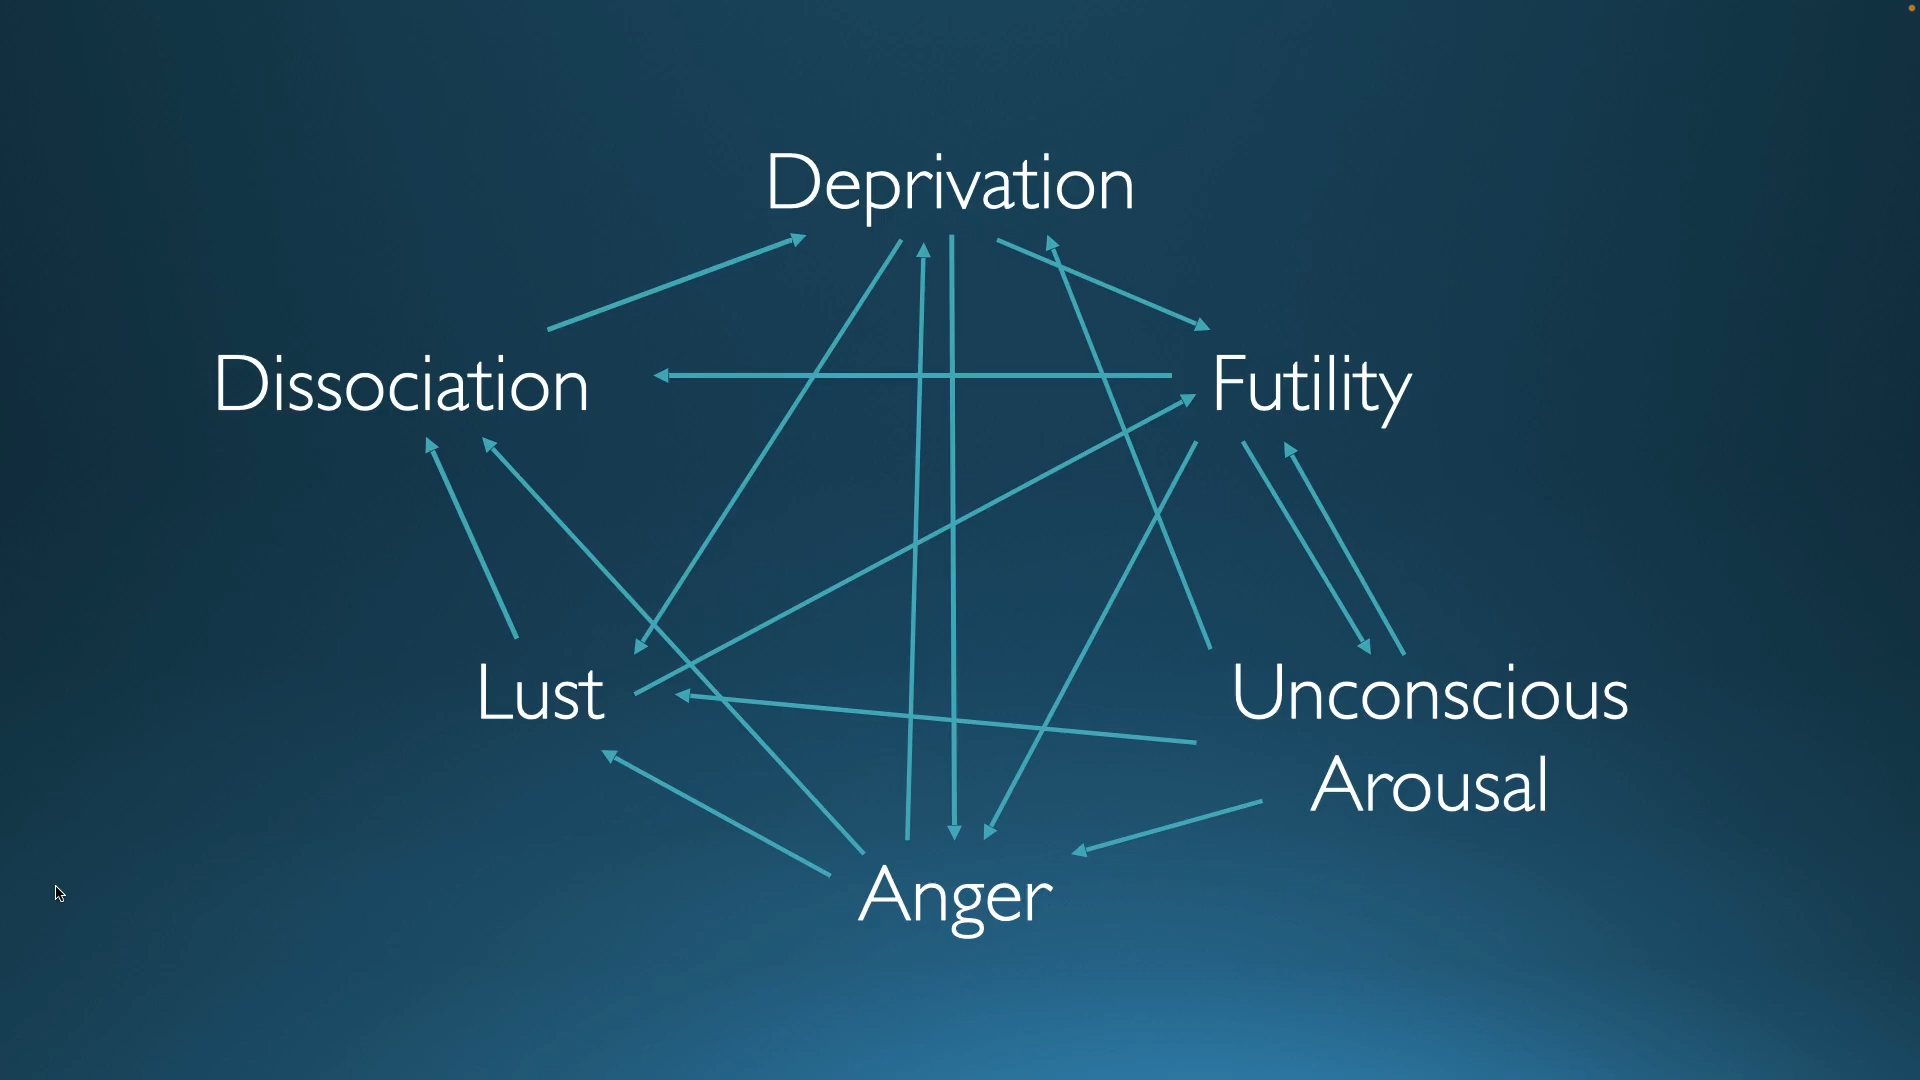 Deprivation
Dissociation
Futility
Lust
Unconscious
Arousal
Anger